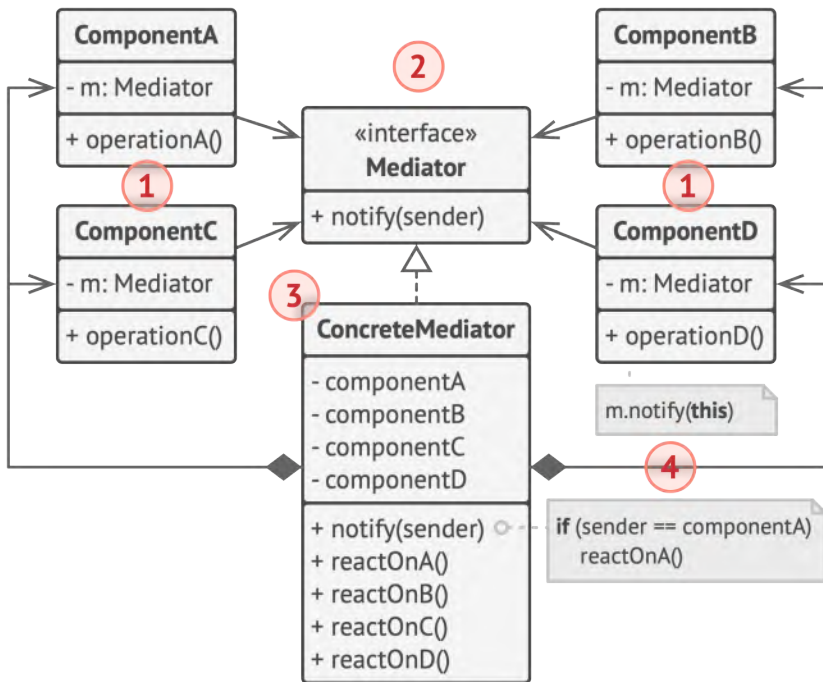 ComponentA
- m: Mediator
+ operationA()
1
ComponentC
- m: Mediator
+ operationC()
2
«interface»
Mediator
+ notify(sender)
ComponentB
- m: Mediator
+ operationB()
1
ComponentD
- m: Mediator
+ operationD()
m.notify(this)
3
ConcreteMediator
- componentA
- componentB
- componentC
- componentD
+ notify(sender)
+ reactOnA()
+ reactOnB()
+ reactOnC()
+ reactOnD()
4
if (sender == componentA)
reactOnA()